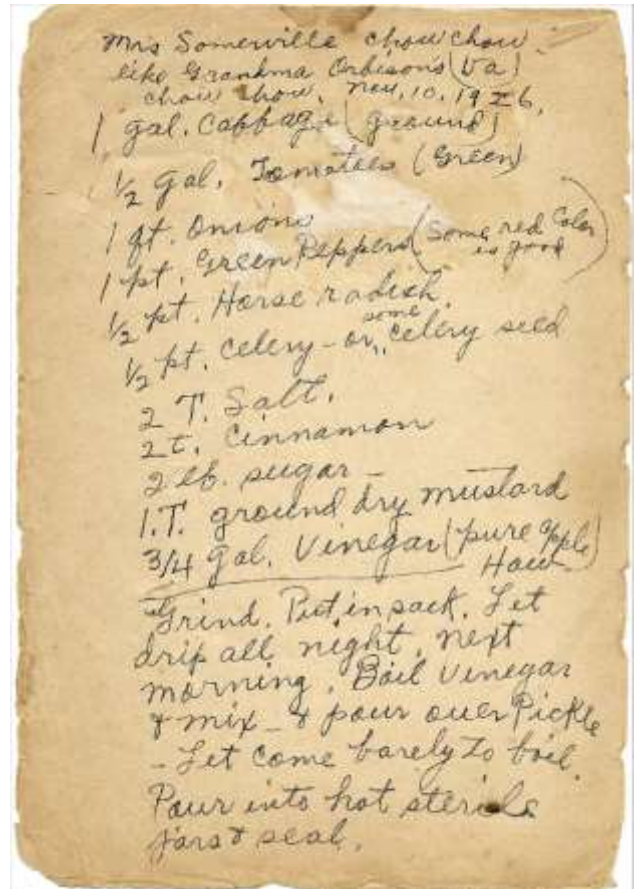 Mrs Somerville chow chow.
like Grandma Orbisons (Va)
chow chow, Nov. 10, 1926,
1 gal. Cabbage (ground)
1/2 gal. Tomatoes (Green)
1 qt. Onions
1 pt. Green Peppers (Some red Color
is good)
1/2 pt. Horse radish.
1/2 pt. celery - or some celery seed
2 T. Salt.
2 t. Cinnamon
2 lb. sugar -
1.T. ground dry mustard
3/4 gal. Vinegar (pure apple)
How
Grind. Put in sack. Let
drip all night. next
morning. Boil Vinegar
& mix - & pour over Pickle
- Let come barely to boil.
Pour into hot sterile
jars & seal.